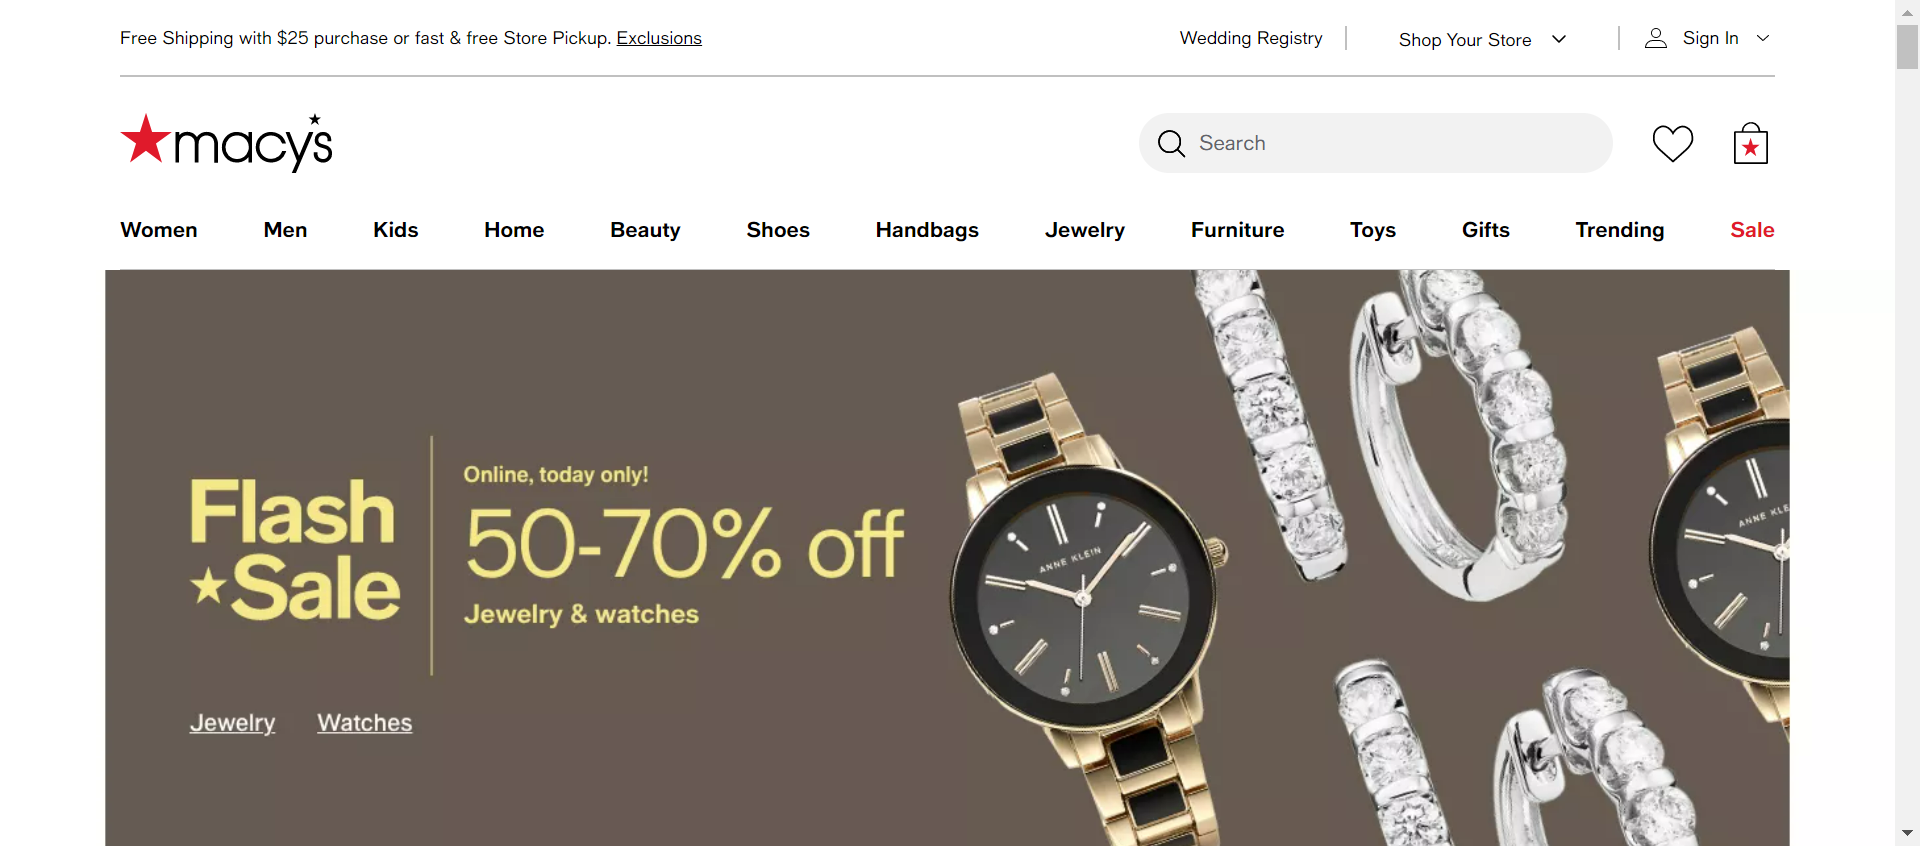 Free Shipping with $25 purchase or fast & free Store Pickup. Exclusions
Wedding Registry
Shop Your Store
Sign In
macy's
Search
Women
Men
Kids
Home
Beauty
Shoes
Handbags
Jewelry
Furniture
Toys
Gifts
Trending
Sale
Flash
Sale
Online, today only!
50-70% off
Jewelry & watches
Jewelry
Watches
ANNE KLEIN
ANNE KLE